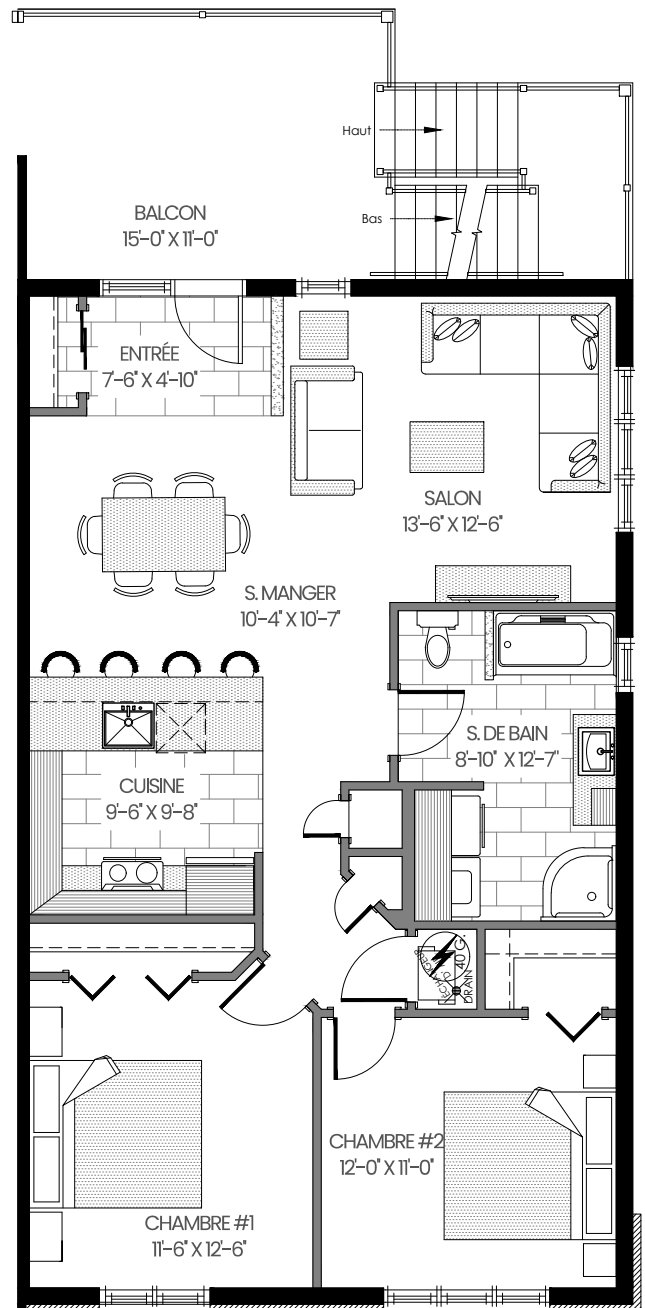 Haut
Bas
BALCON
15'-0" X 11'-0"
ENTRÉE
7'-6" X 4'-10"
SALON
13'-6" X 12'-6"
S. MANGER
10'-4" X 10'-7"
S. DE BAIN
8'-10" X 12'-7"
CUISINE
9'-6" X 9'-8"
ÉCHANGEUR
D'
40 G.
DRAIN
CHAMBRE #2
12'-0" X 11'-0"
CHAMBRE #1
11'-6" X 12'-6"